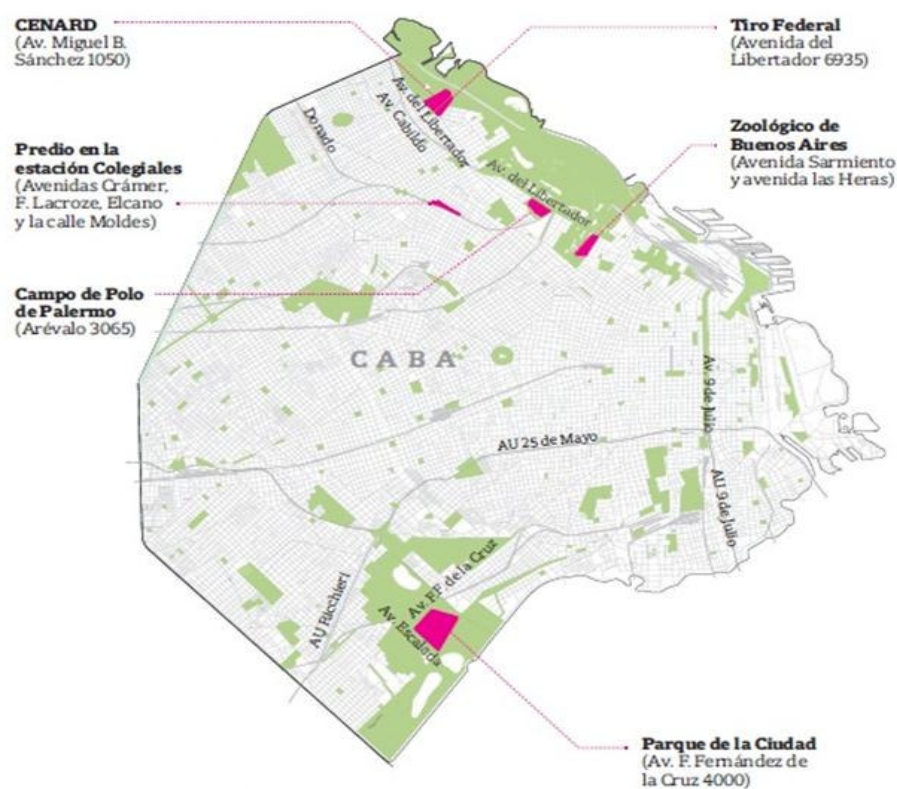 CENARD
(Av. Miguel B.
Sánchez 1050)
Tiro Federal
(Avenida del
Libertador 6935)
Predio en la
estación Colegiales
(Avenidas Crámer,
F. Lacroze, Elcano
y la calle Moldes)
Zoológico de
Buenos Aires
(Avenida Sarmiento
y avenida las Heras)
Campo de Polo
de Palermo
(Arévalo 3065)
Donado
Av. Cabildo
Av. del Libertador
Av. del Libertador
CABA
Av. 9 de Julio
AU 25 de Mayo
AU 9 de Julio
AU Ricchieri
Av. F.F. de la Cruz
Av. Escalada
Parque de la Ciudad
(Av. F. Fernández de
la Cruz 4000)